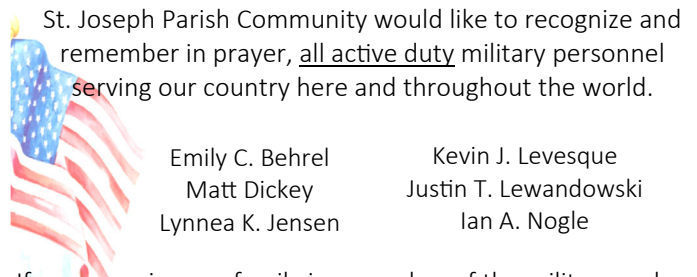 St. Joseph Parish Community would like to recognize and
remember in prayer, all active duty military personnel
serving our country here and throughout the world.
Emily C. Behrel
Matt Dickey
Lynnea K. Jensen
Kevin J. Levesque
Justin T. Lewandowski
Ian A. Nogle